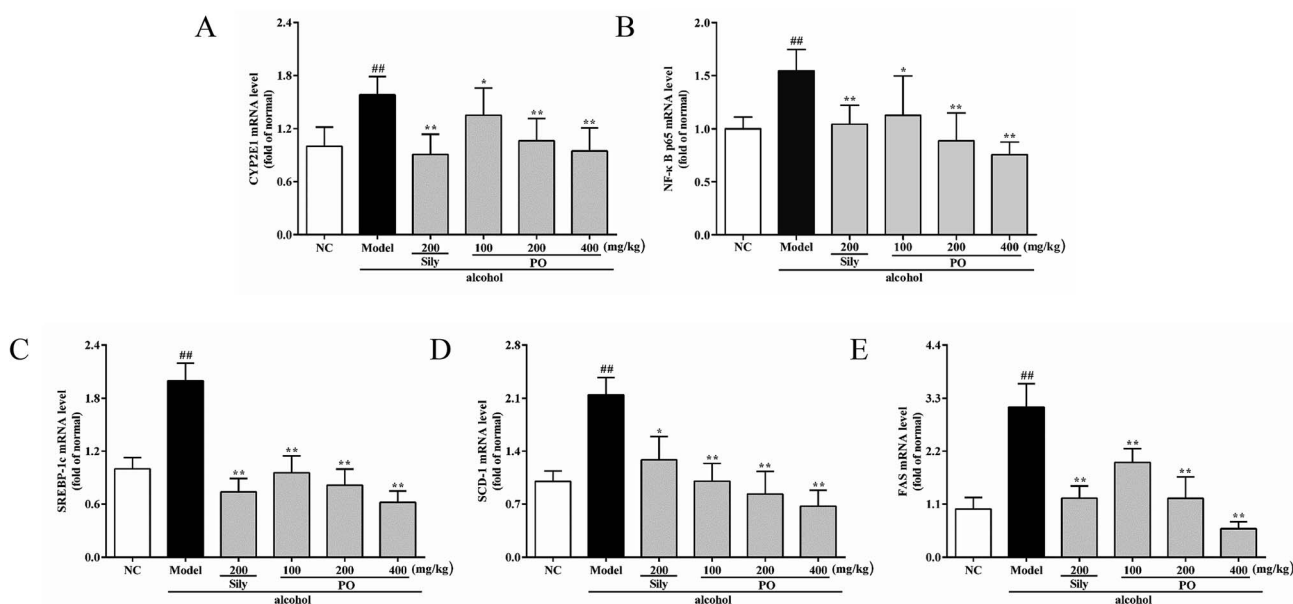 A
CYP2E1 mRNA level
(fold of normal)
2.4
1.8
1.2
0.6
0.0
##
**
*
**
**
NC Model 200 100 200 400 (mg/kg)
Sily PO
alcohol
B
NF-κ B p65 mRNA level
(fold of normal)
2.0
1.5
1.0
0.5
0.0
##
**
*
**
**
NC Model 200 100 200 400 (mg/kg)
Sily PO
alcohol
C
SREBP-1c mRNA level
(fold of normal)
2.4
1.8
1.2
0.6
0.0
##
**
**
**
**
NC Model 200 100 200 400 (mg/kg)
Sily PO
alcohol
D
SCD-1 mRNA level
(fold of normal)
2.8
2.1
1.4
0.7
0.0
##
*
**
**
**
NC Model 200 100 200 400 (mg/kg)
Sily PO
alcohol
E
FAS mRNA level
(fold of normal)
4.4
3.3
2.2
1.1
0.0
##
**
**
**
**
NC Model 200 100 200 400 (mg/kg)
Sily PO
alcohol